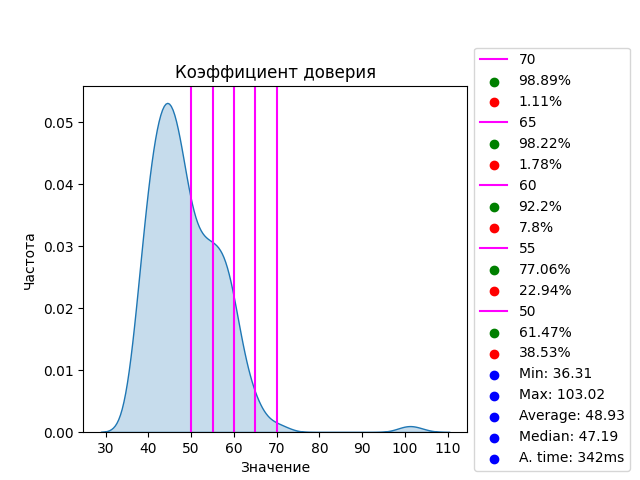 Коэффициент доверия
Частота
0.05
0.04
0.03
0.02
0.01
0.00
30 40 50 60 70 80 90 100 110
Значение
70
98.89%
1.11%
65
98.22%
1.78%
60
92.2%
7.8%
55
77.06%
22.94%
50
61.47%
38.53%
Min: 36.31
Max: 103.02
Average: 48.93
Median: 47.19
A. time: 342ms